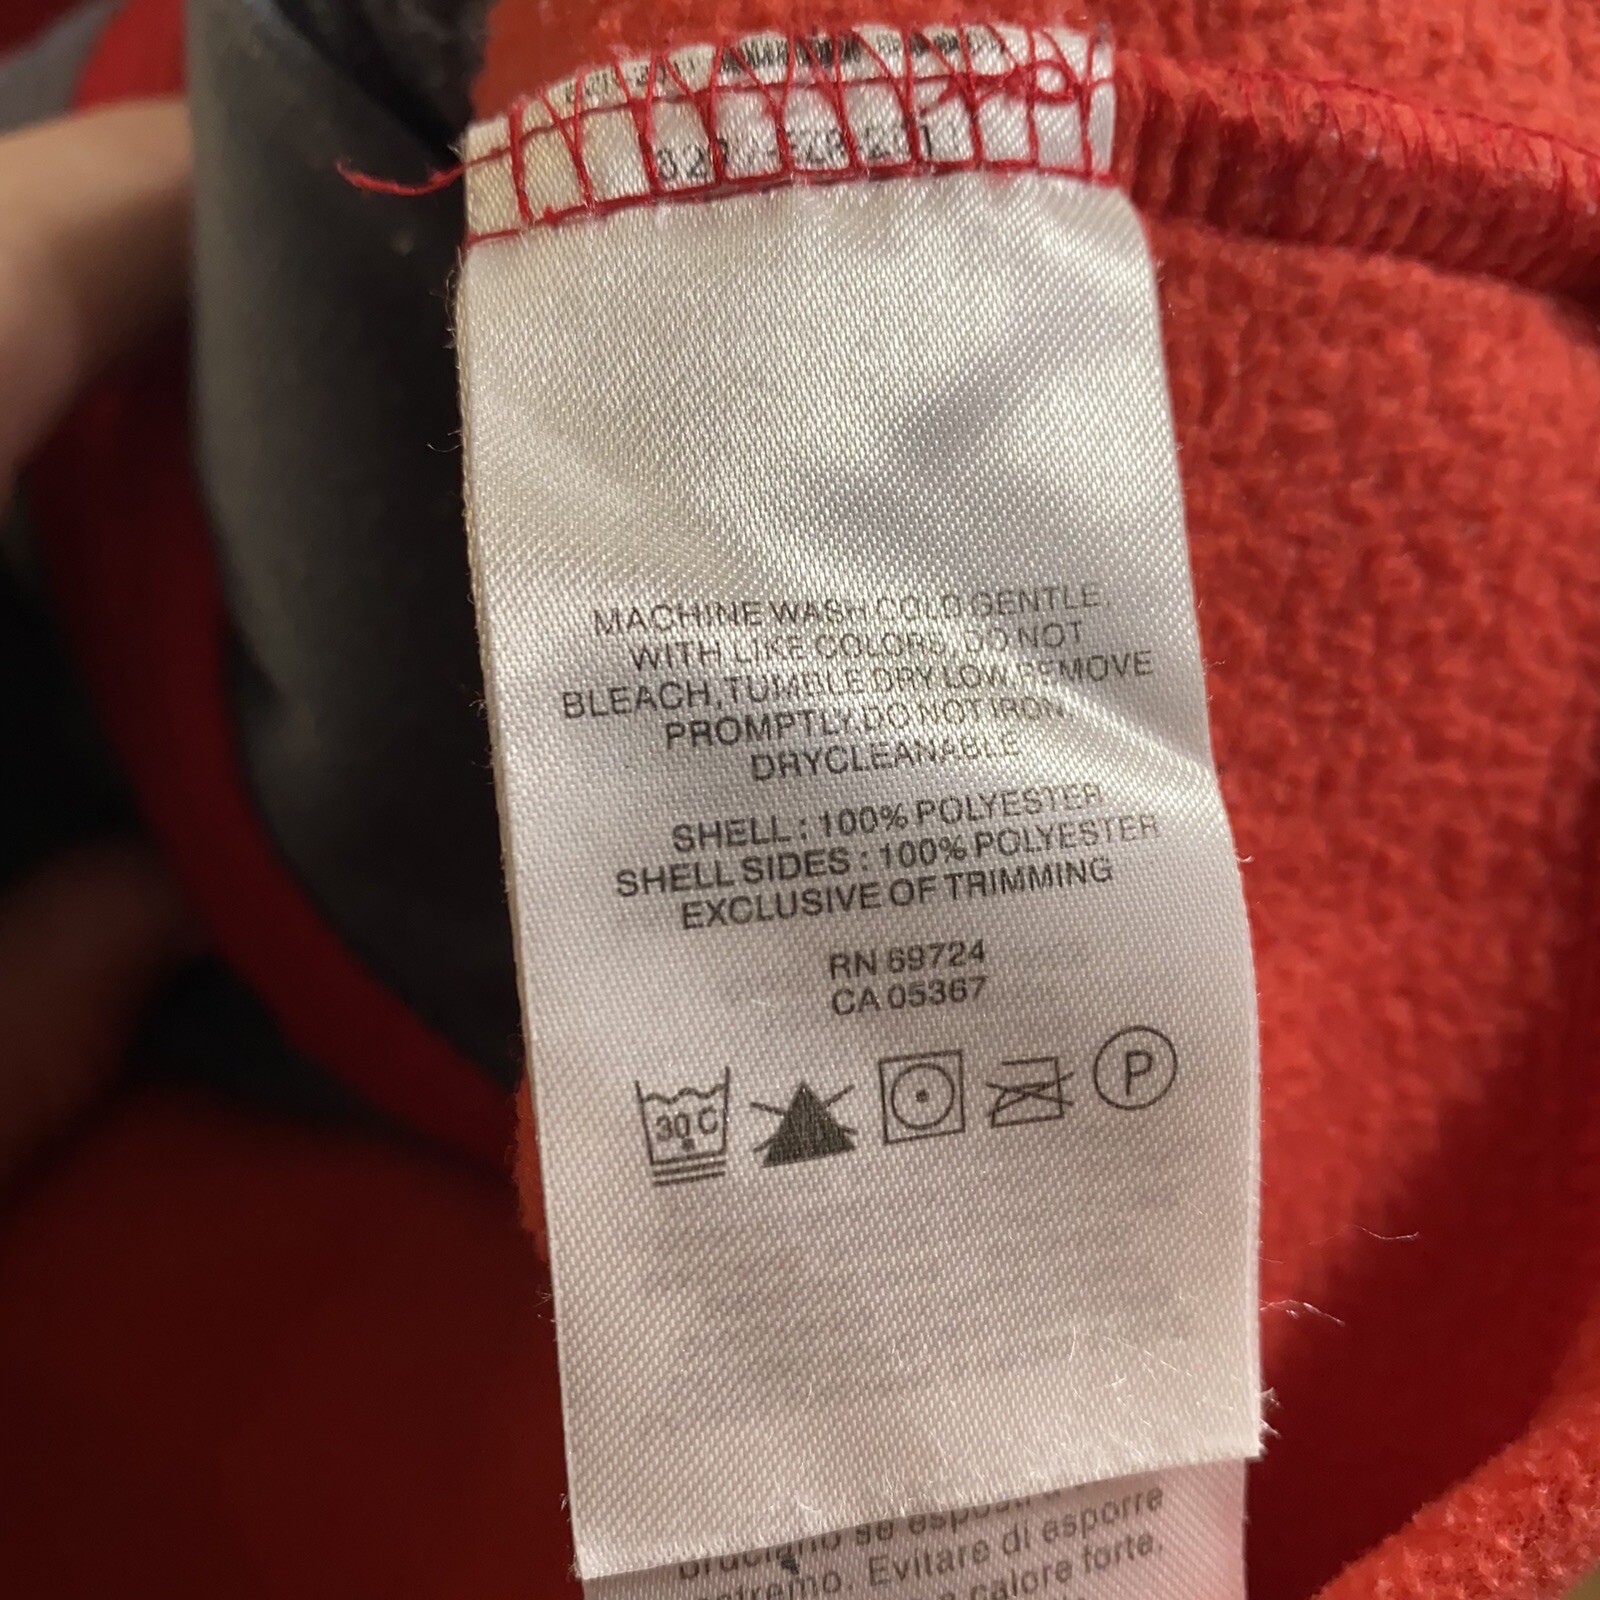 MACHINE WASH COLD GENTLE,
WITH LIKE COLORS, DO NOT
BLEACH, TUMBLE DRY LOW, REMOVE
PROMPTLY. DO NOT IRON.
DRYCLEANABLE
SHELL : 100% POLYESTER
SHELL SIDES : 100% POLYESTER
EXCLUSIVE OF TRIMMING
RN 69724
CA 05367
30°C
P
se
Evitare di esporre
calore forte.